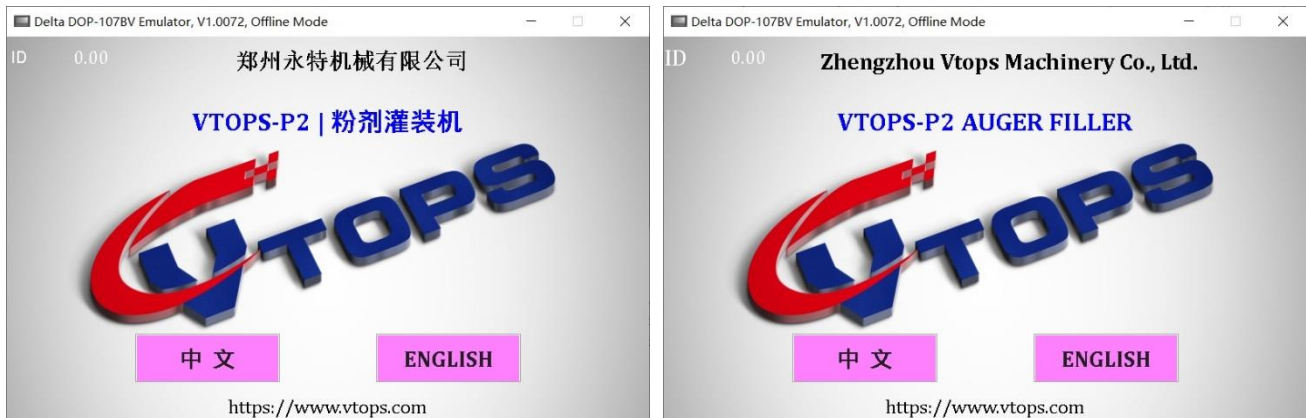 Delta DOP-107BV Emulator, V1.0072, Offline Mode
ID 0.00
郑州永特机械有限公司
VTOPS-P2 | 粉剂灌装机
VTOPS
中 文
ENGLISH
https://www.vtops.com
Delta DOP-107BV Emulator, V1.0072, Offline Mode
ID 0.00
Zhengzhou Vtops Machinery Co., Ltd.
VTOPS-P2 AUGER FILLER
VTOPS
中 文
ENGLISH
https://www.vtops.com